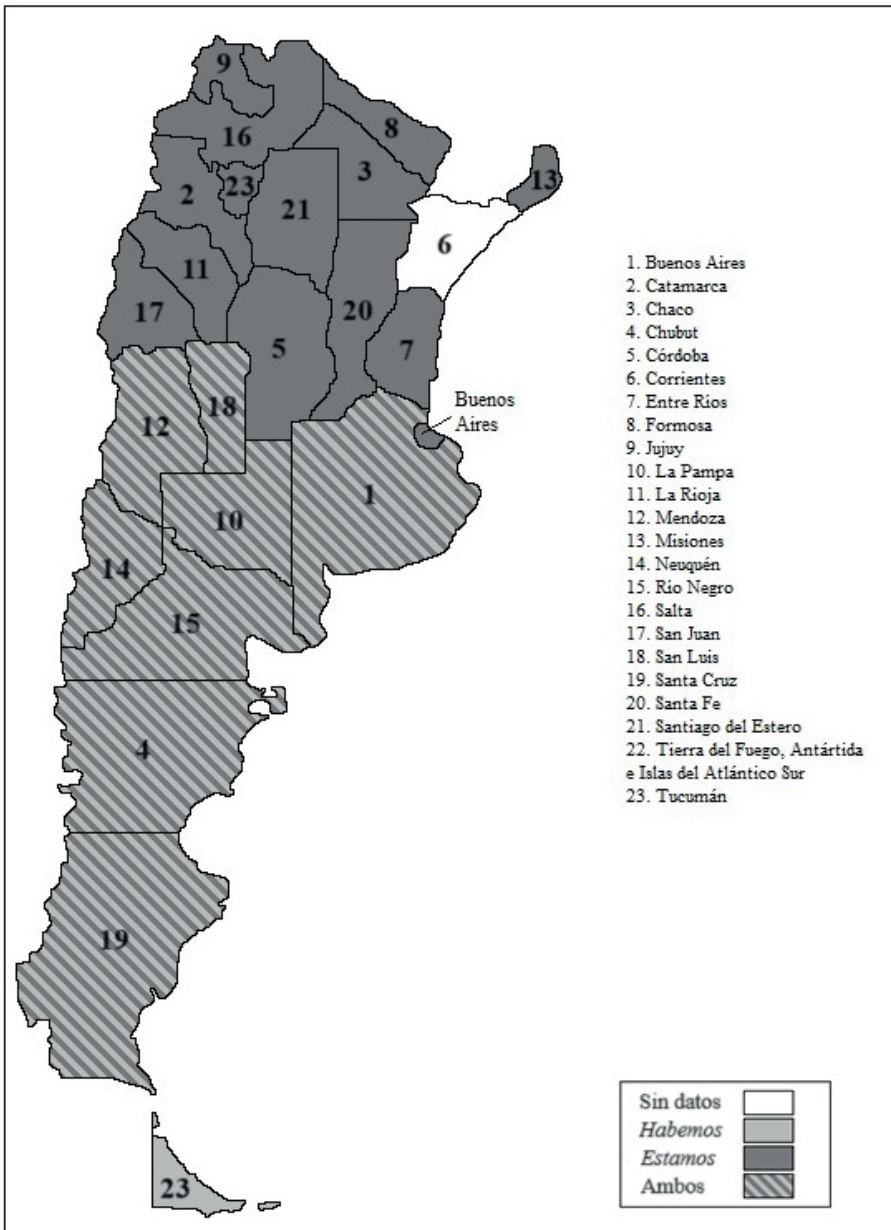 9
8
16
3
13
23
2
21
6
11
20
17
5
7
18
12
Buenos
Aires
1
10
14
15
4
19
23
1. Buenos Aires
2. Catamarca
3. Chaco
4. Chubut
5. Córdoba
6. Corrientes
7. Entre Rios
8. Formosa
9. Jujuy
10. La Pampa
11. La Rioja
12. Mendoza
13. Misiones
14. Neuquén
15. Rio Negro
16. Salta
17. San Juan
18. San Luis
19. Santa Cruz
20. Santa Fe
21. Santiago del Estero
22. Tierra del Fuego, Antártida
e Islas del Atlántico Sur
23. Tucumán
Sin datos
Habemos
Estamos
Ambos